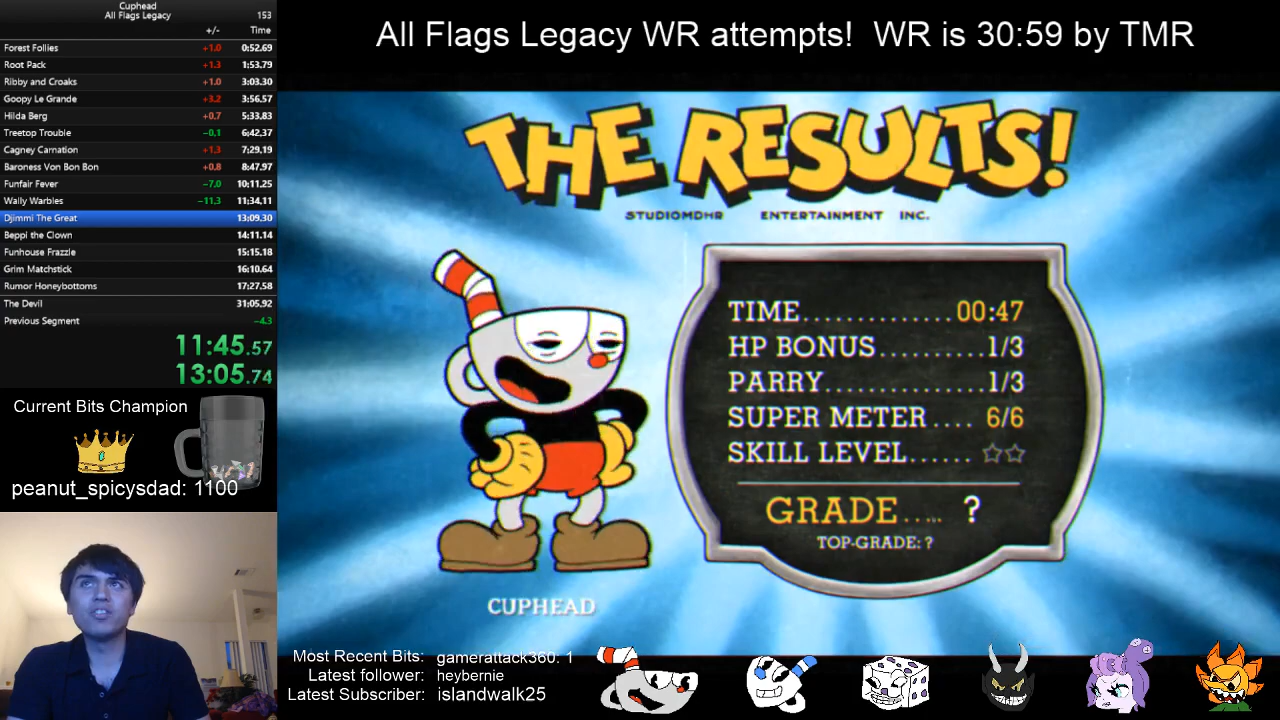 Cuphead
All Flags Legacy 153
+/- Time
Forest Follies +1.0 0:52.69
Root Pack +1.3 1:53.79
Ribby and Croaks +1.0 3:03.30
Goopy Le Grande +3.2 3:56.57
Hilda Berg +0.7 5:33.83
Treetop Trouble −0.1 6:42.37
Cagney Carnation +1.3 7:29.19
Baroness Von Bon Bon +0.8 8:47.97
Funfair Fever −7.0 10:11.25
Wally Warbles −11.3 11:34.11
Djimmi The Great 13:09.30
Beppi the Clown 14:11.14
Funhouse Frazzle 15:15.18
Grim Matchstick 16:10.64
Rumor Honeybottoms 17:27.58
The Devil 31:05.92
Previous Segment −4.3
11:45.57
13:05.74
Current Bits Champion
peanut_spicysdad: 1100
All Flags Legacy WR attempts! WR is 30:59 by TMR
THE RESULTS!
STUDIOMDHR ENTERTAINMENT INC.
TIME.............. 00:47
HP BONUS.......... 1/3
PARRY.............. 1/3
SUPER METER .... 6/6
SKILL LEVEL...... ☆☆
GRADE..... ?
TOP-GRADE: ?
CUPHEAD
Most Recent Bits: gamerattack360: 1
Latest follower: heybernie
Latest Subscriber: islandwalk25